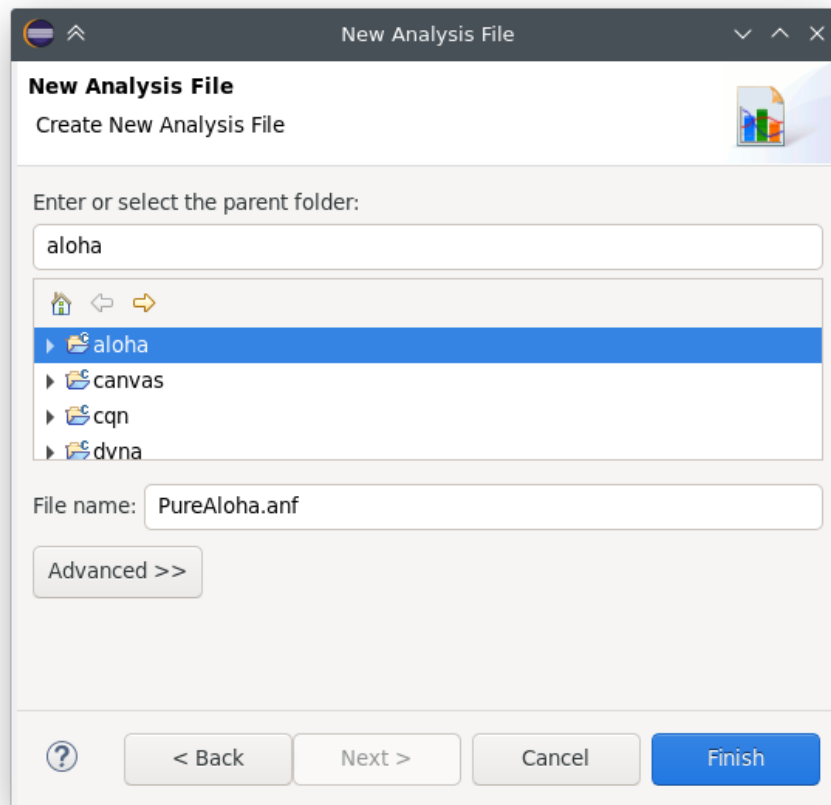 New Analysis File
New Analysis File
Create New Analysis File
Enter or select the parent folder:
aloha
aloha
canvas
cqn
dyna
File name: PureAloha.anf
Advanced >>
< Back Next > Cancel Finish